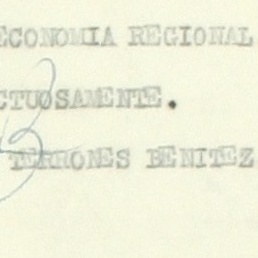 ECONOMIA REGIONAL
CTUOSAMENTE.
TERRONES BENITEZ